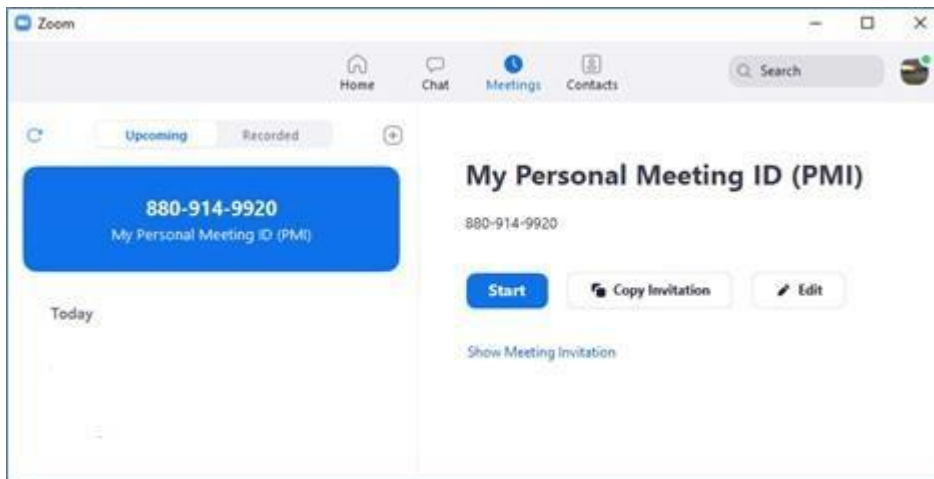 Zoom
Home Chat Meetings Contacts Search
Upcoming Recorded
880-914-9920
My Personal Meeting ID (PMI)
Today
My Personal Meeting ID (PMI)
880-914-9920
Start Copy Invitation Edit
Show Meeting Invitation